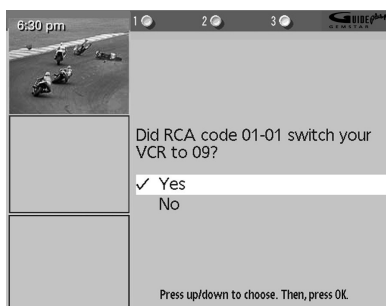 6:30 pm
1 2 3 GUIDE plus+
GEMSTAR
Did RCA code 01-01 switch your
VCR to 09?
✓ Yes
No
Press up/down to choose. Then, press OK.